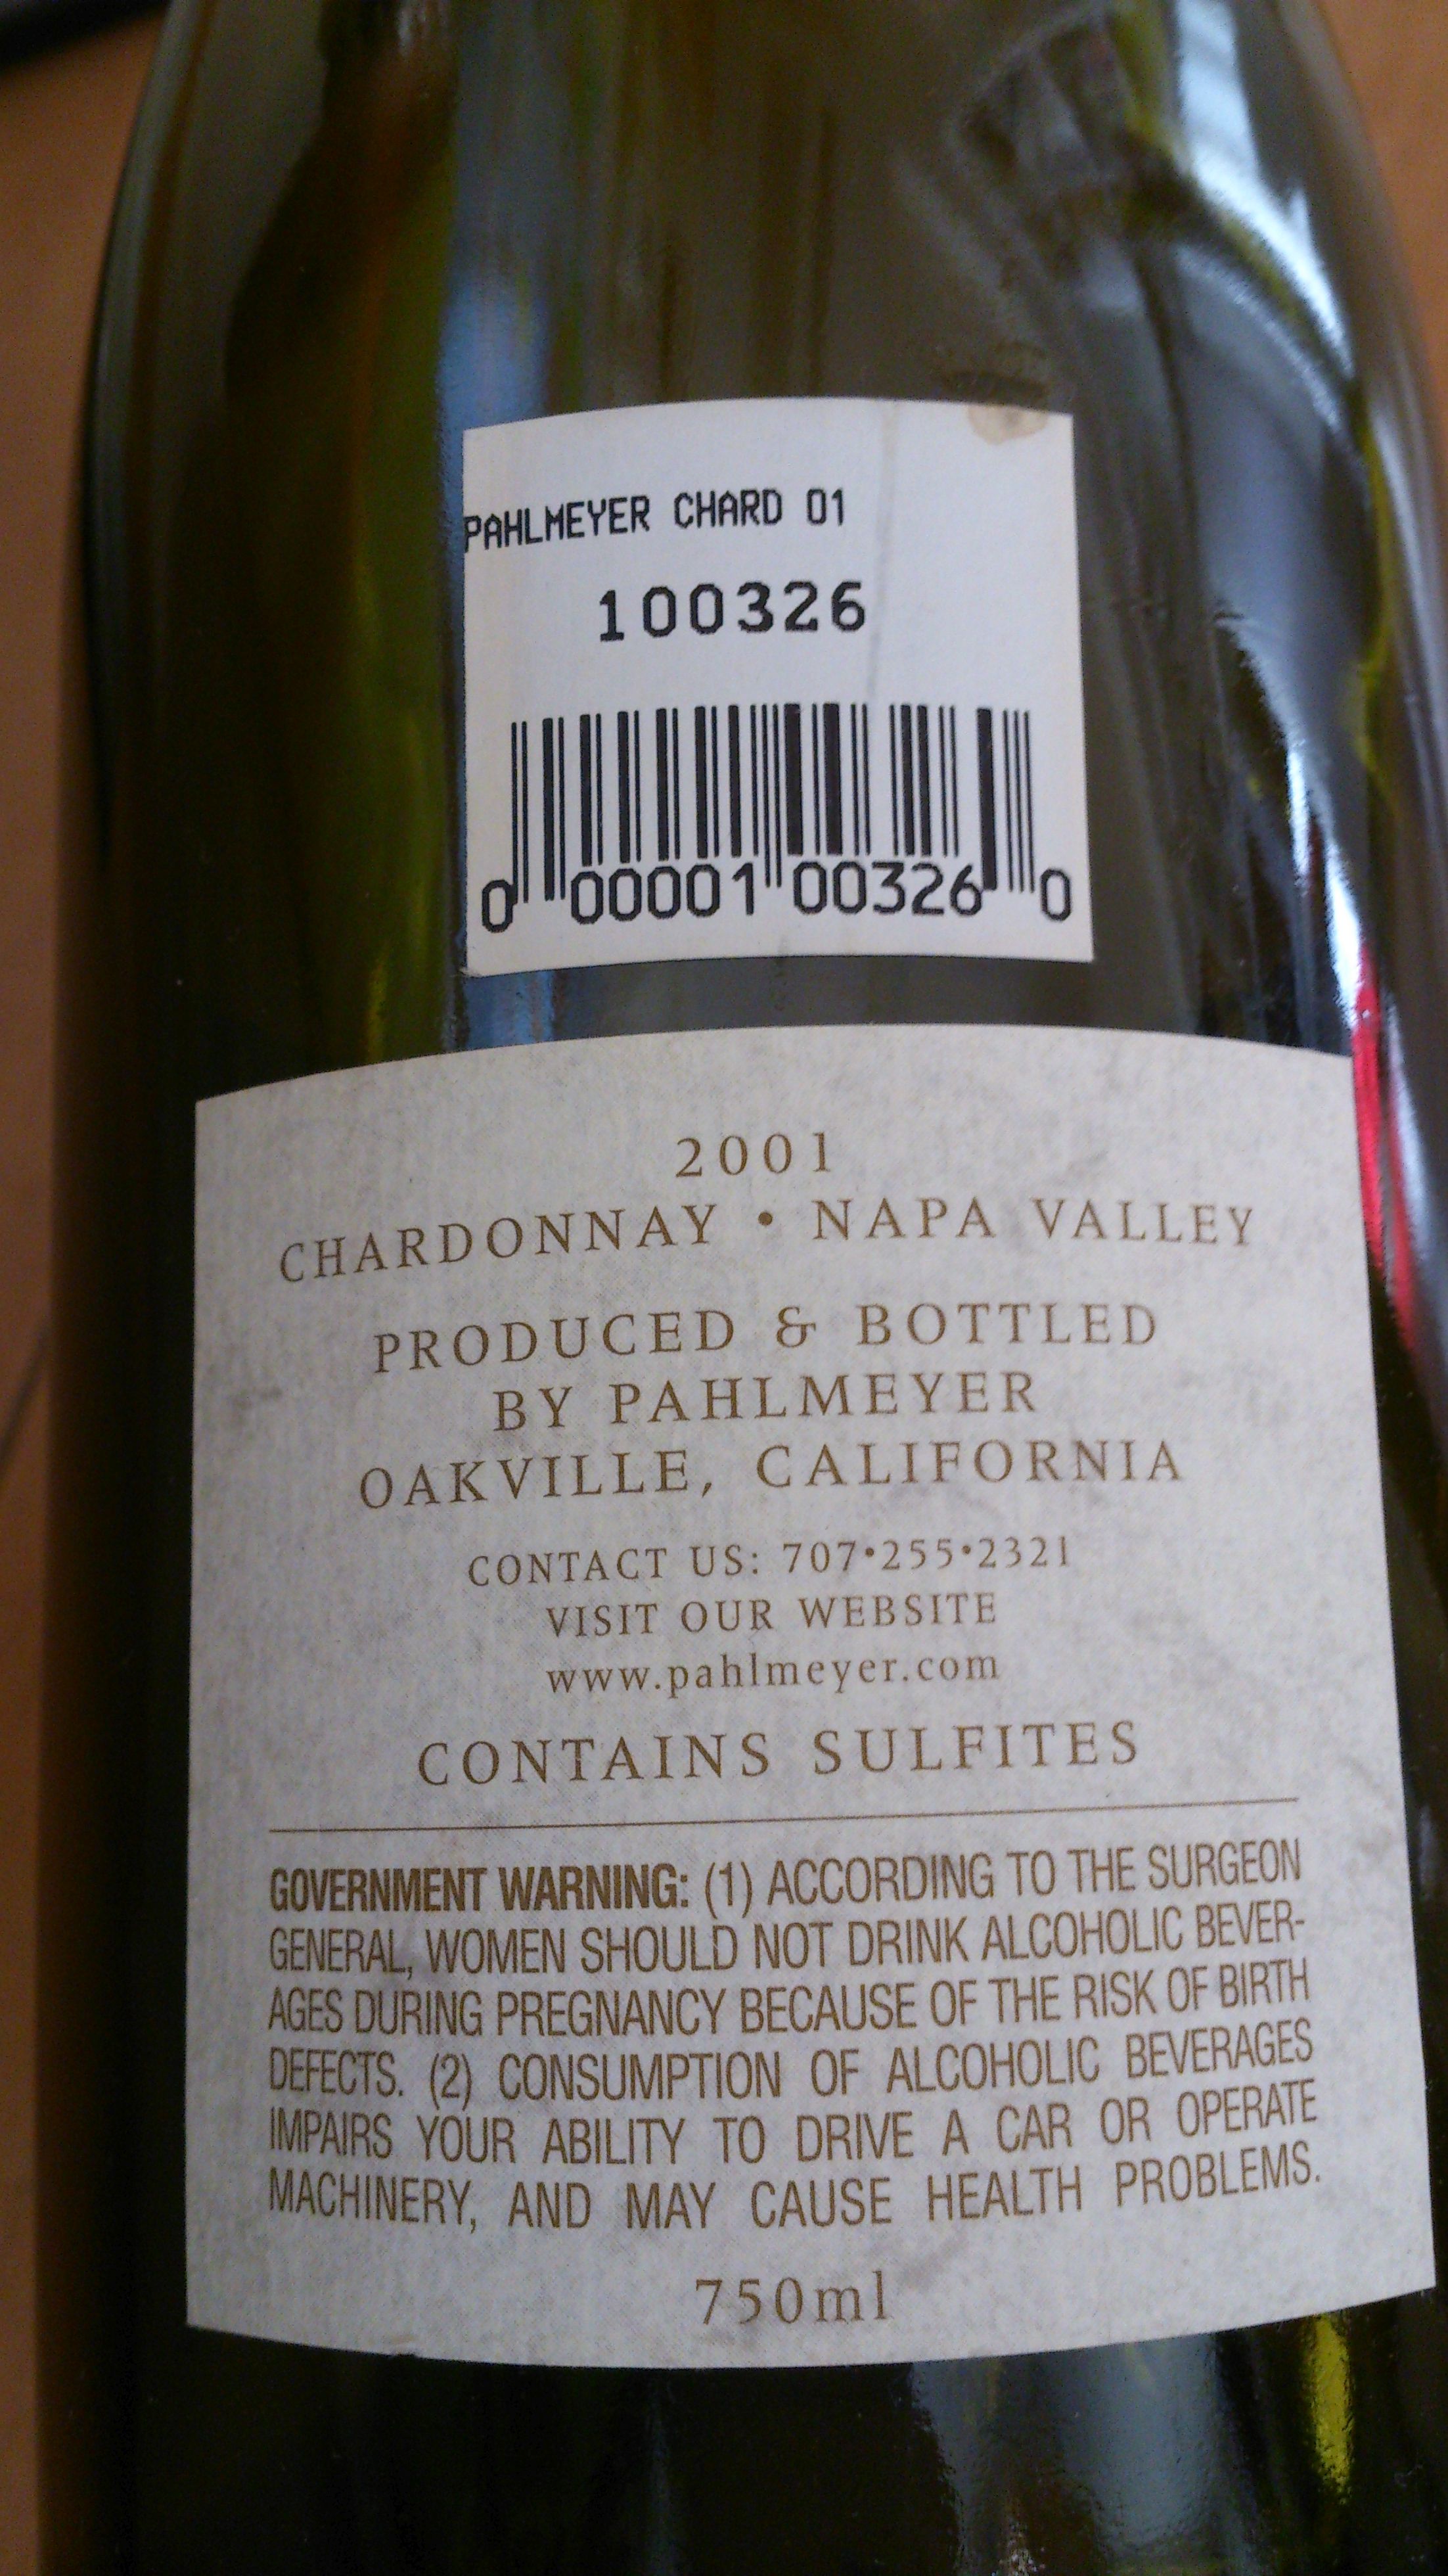 PAHLMEYER CHARD 01
100326
0 00001 00326 0
2001
CHARDONNAY • NAPA VALLEY
PRODUCED & BOTTLED
BY PAHLMEYER
OAKVILLE, CALIFORNIA
CONTACT US: 707•255•2321
VISIT OUR WEBSITE
www.pahlmeyer.com
CONTAINS SULFITES
GOVERNMENT WARNING: (1) ACCORDING TO THE SURGEON
GENERAL, WOMEN SHOULD NOT DRINK ALCOHOLIC BEVER-
AGES DURING PREGNANCY BECAUSE OF THE RISK OF BIRTH
DEFECTS. (2) CONSUMPTION OF ALCOHOLIC BEVERAGES
IMPAIRS YOUR ABILITY TO DRIVE A CAR OR OPERATE
MACHINERY, AND MAY CAUSE HEALTH PROBLEMS.
750ml